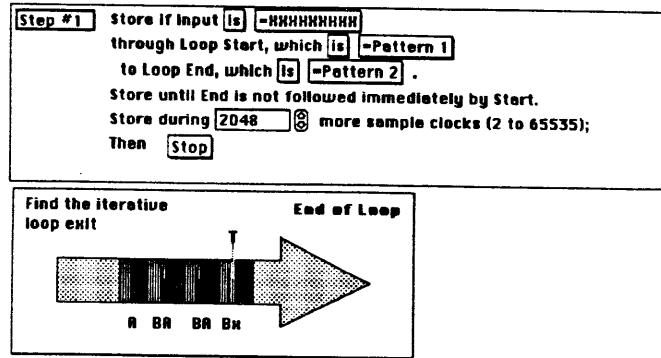 Step #1 Store if input is =XXXXXXXXX
through Loop Start, which is =Pattern 1
to Loop End, which is =Pattern 2 .
Store until End is not followed immediately by Start.
Store during 2048 more sample clocks (2 to 65535);
Then Stop
Find the iterative End of Loop
loop exit
T
A BA BA Bx